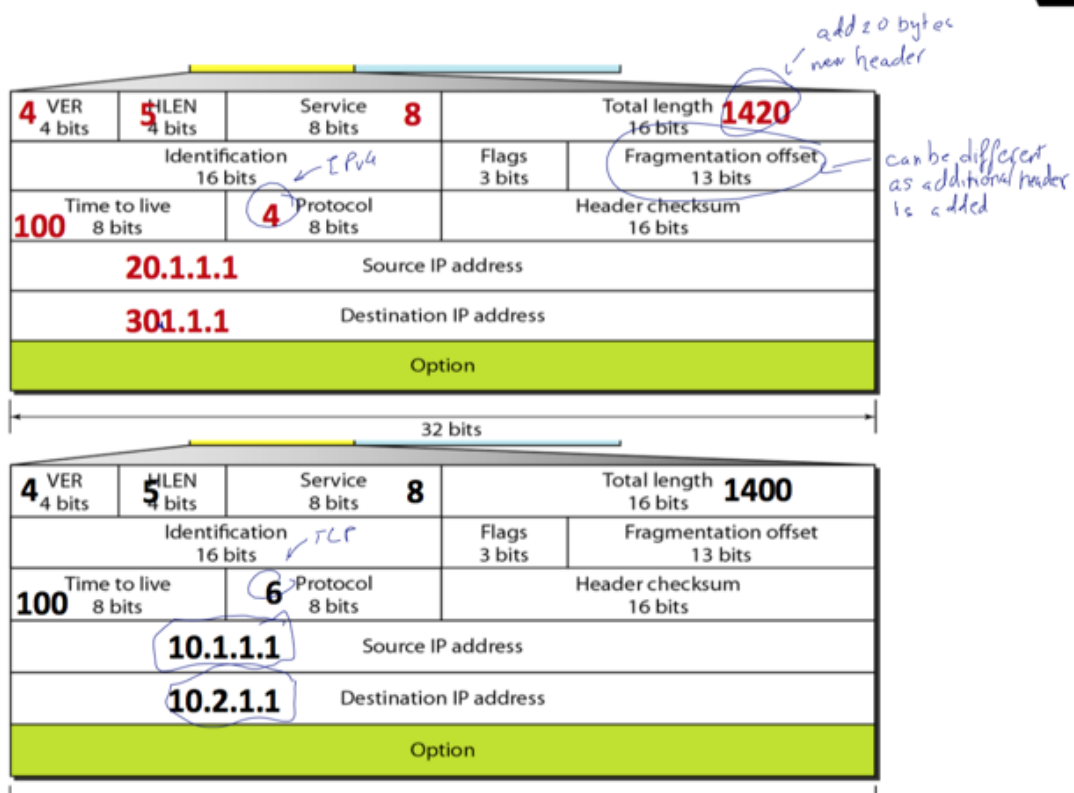 add 20 bytes
new header
4 VER 4 bits 5 HLEN 4 bits Service 8 bits 8 Total length 16 bits 1420
Identification 16 bits Flags 3 bits Fragmentation offset 13 bits
IPv4
can be different
as additional header
is added
100 Time to live 8 bits 4 Protocol 8 bits Header checksum 16 bits
20.1.1.1 Source IP address
301.1.1 Destination IP address
Option
32 bits
4 VER 4 bits 5 HLEN 4 bits Service 8 bits 8 Total length 16 bits 1400
Identification 16 bits Flags 3 bits Fragmentation offset 13 bits
TCP
100 Time to live 8 bits 6 Protocol 8 bits Header checksum 16 bits
10.1.1.1 Source IP address
10.2.1.1 Destination IP address
Option